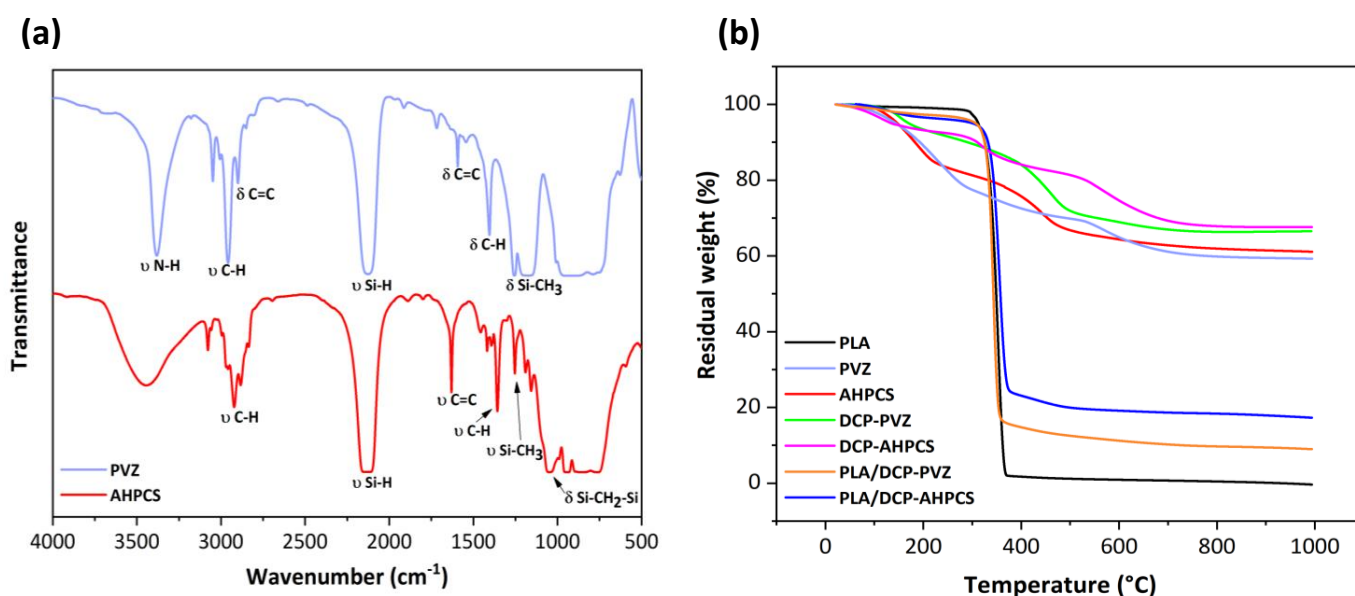 (a)
Transmittance
υ N-H
υ C-H
δ C=C
υ Si-H
δ C=C
δ C-H
δ Si-CH₃
υ C-H
υ Si-H
υ C=C
υ C-H
υ Si-CH₃
δ Si-CH₂-Si
PVZ
AHPCS
4000 3500 3000 2500 2000 1500 1000 500
Wavenumber (cm⁻¹)
(b)
Residual weight (%)
100
80
60
40
20
0
PLA
PVZ
AHPCS
DCP-PVZ
DCP-AHPCS
PLA/DCP-PVZ
PLA/DCP-AHPCS
0 200 400 600 800 1000
Temperature (°C)